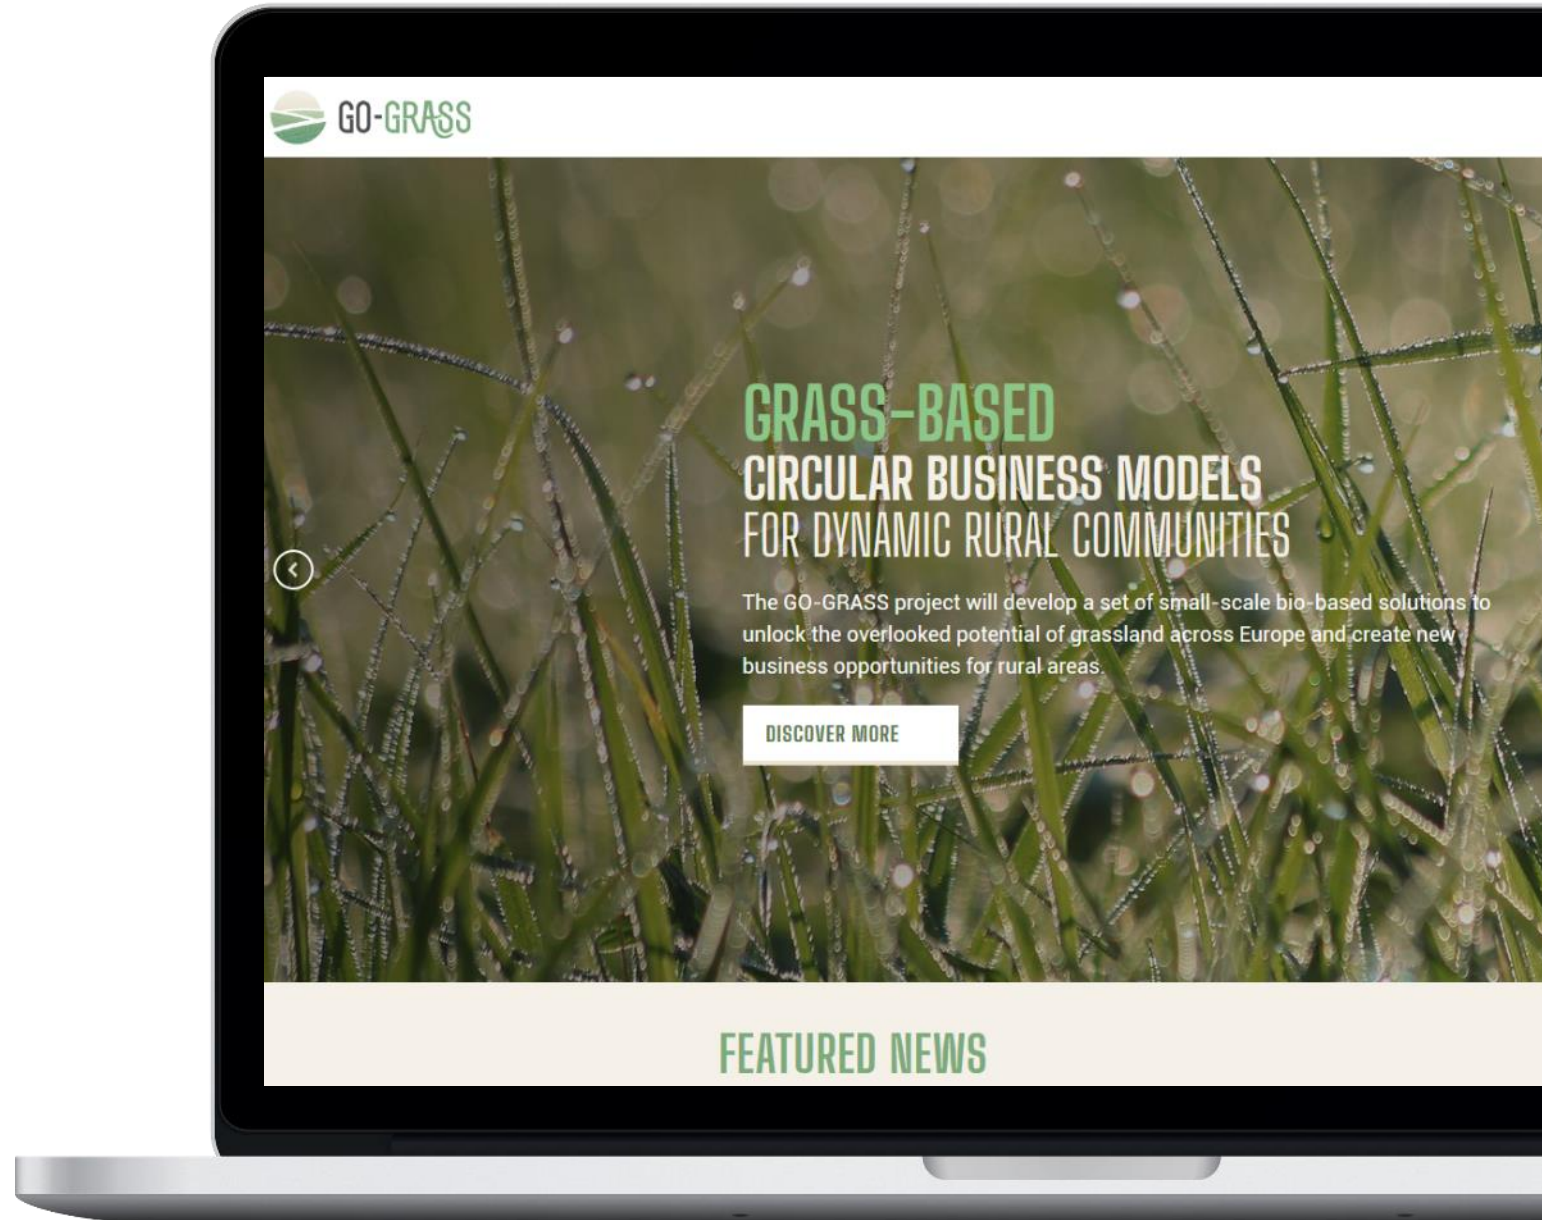 GO-GRASS
GRASS-BASED
CIRCULAR BUSINESS MODELS
FOR DYNAMIC RURAL COMMUNITIES
The GO-GRASS project will develop a set of small-scale bio-based solutions to
unlock the overlooked potential of grassland across Europe and create new
business opportunities for rural areas.
DISCOVER MORE
FEATURED NEWS